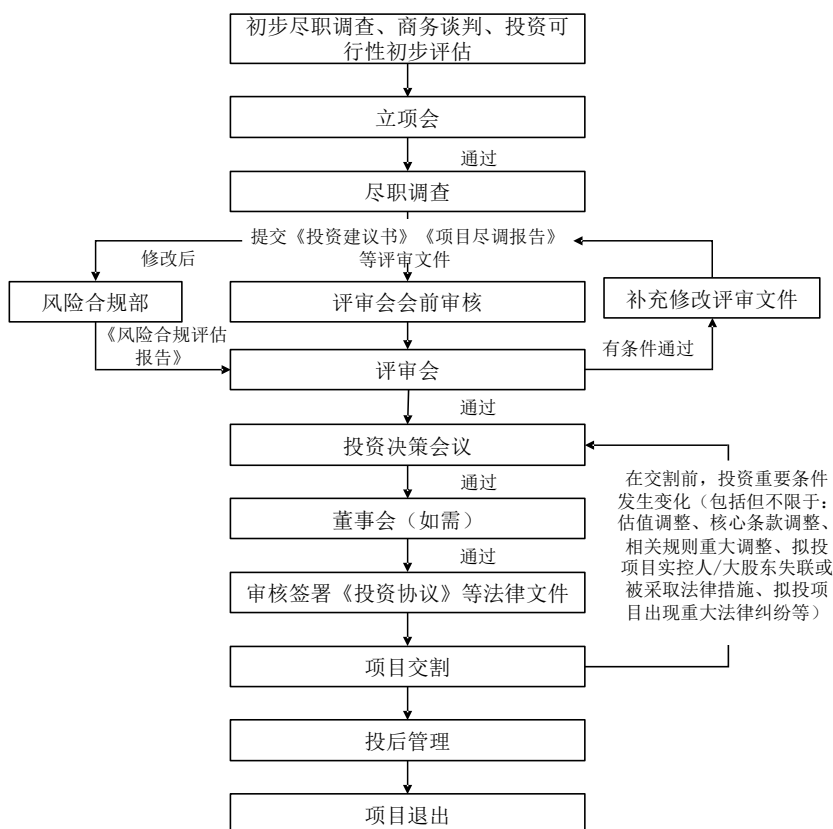 初步尽职调查、商务谈判、投资可
行性初步评估
立项会
通过
尽职调查
提交《投资建议书》《项目尽调报告》
等评审文件
修改后
风险合规部
评审会会前审核
补充修改评审文件
《风险合规评估
报告》
评审会
有条件通过
通过
投资决策会议
通过
董事会（如需）
通过
审核签署《投资协议》等法律文件
在交割前，投资重要条件
发生变化（包括但不限于：
估值调整、核心条款调整、
相关规则重大调整、拟投
项目实控人/大股东失联或
被采取法律措施、拟投项
目出现重大法律纠纷等）
项目交割
投后管理
项目退出